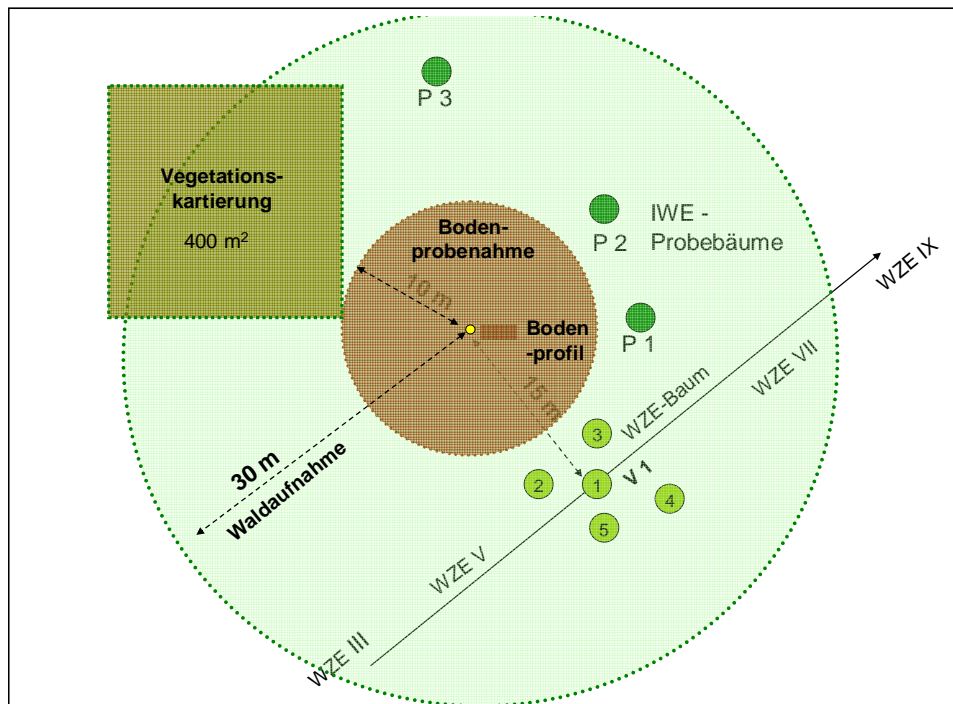 P 3
Vegetations-
kartierung
400 m²
Boden-
probenahme
10 m
P 2
IWE -
Probebäume
WZE IX
Boden
-profil
P 1
15 m
WZE VII
WZE-Baum
3
V 1
2
1
4
5
30 m
Waldaufnahme
WZE V
WZE III